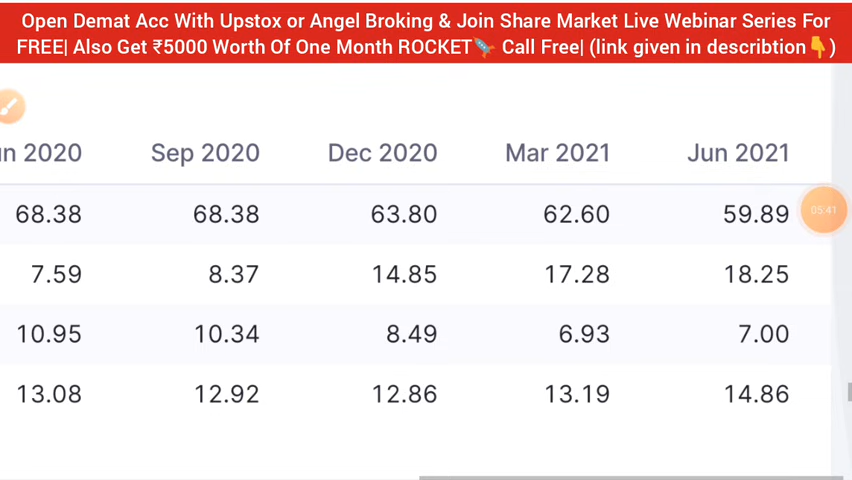 Open Demat Acc With Upstox or Angel Broking & Join Share Market Live Webinar Series For
FREE| Also Get ₹5000 Worth Of One Month ROCKET🚀 Call Free| (link given in describtion👇)
un 2020 Sep 2020 Dec 2020 Mar 2021 Jun 2021
68.38 68.38 63.80 62.60 59.89
05:41
7.59 8.37 14.85 17.28 18.25
10.95 10.34 8.49 6.93 7.00
13.08 12.92 12.86 13.19 14.86